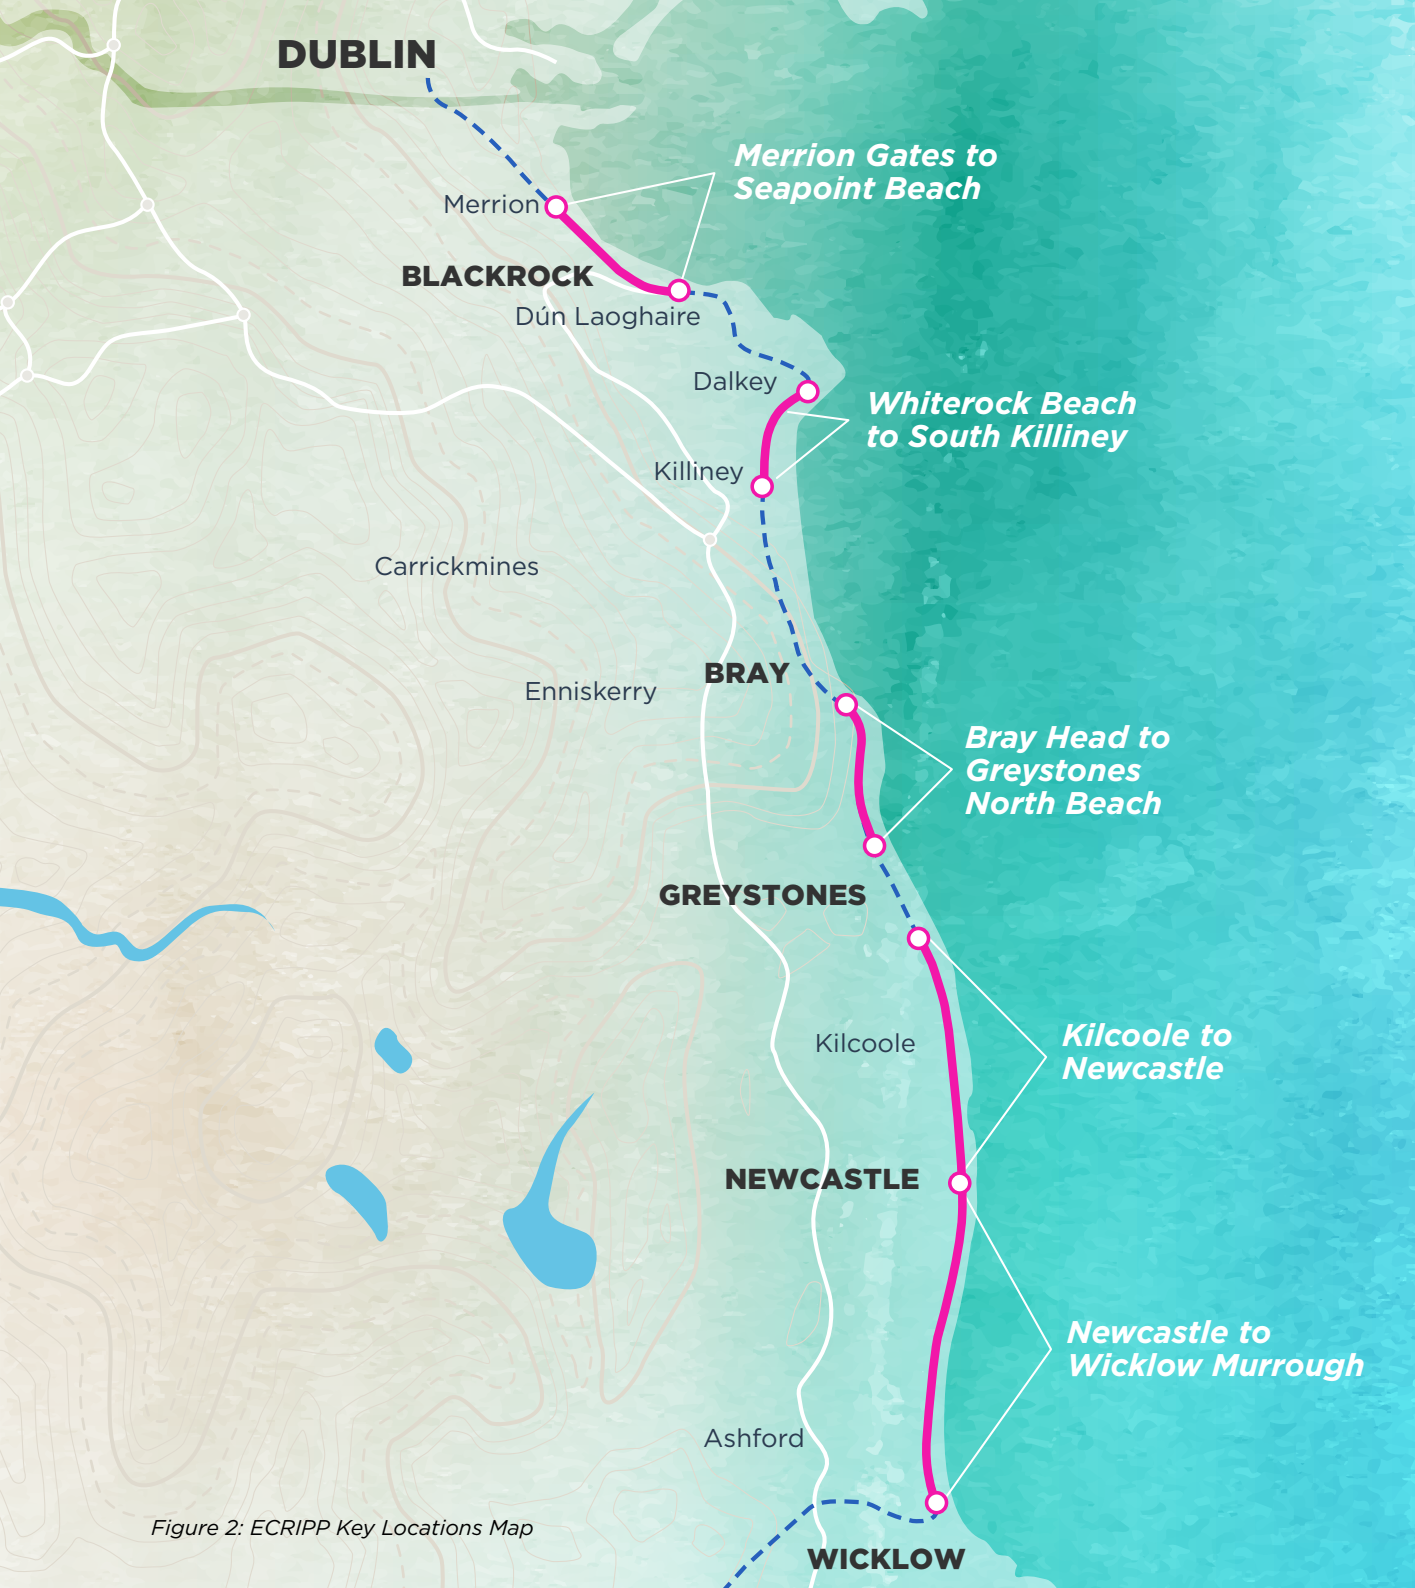 DUBLIN
Merrion Gates to
Seapoint Beach
Merrion
BLACKROCK
Dún Laoghaire
Dalkey
Whiterock Beach
to South Killiney
Killiney
Carrickmines
BRAY
Enniskerry
Bray Head to
Greystones
North Beach
GREYSTONES
Kilcoole to
Newcastle
Kilcoole
NEWCASTLE
Newcastle to
Wicklow Murrough
Ashford
Figure 2: ECRIPP Key Locations Map
WICKLOW